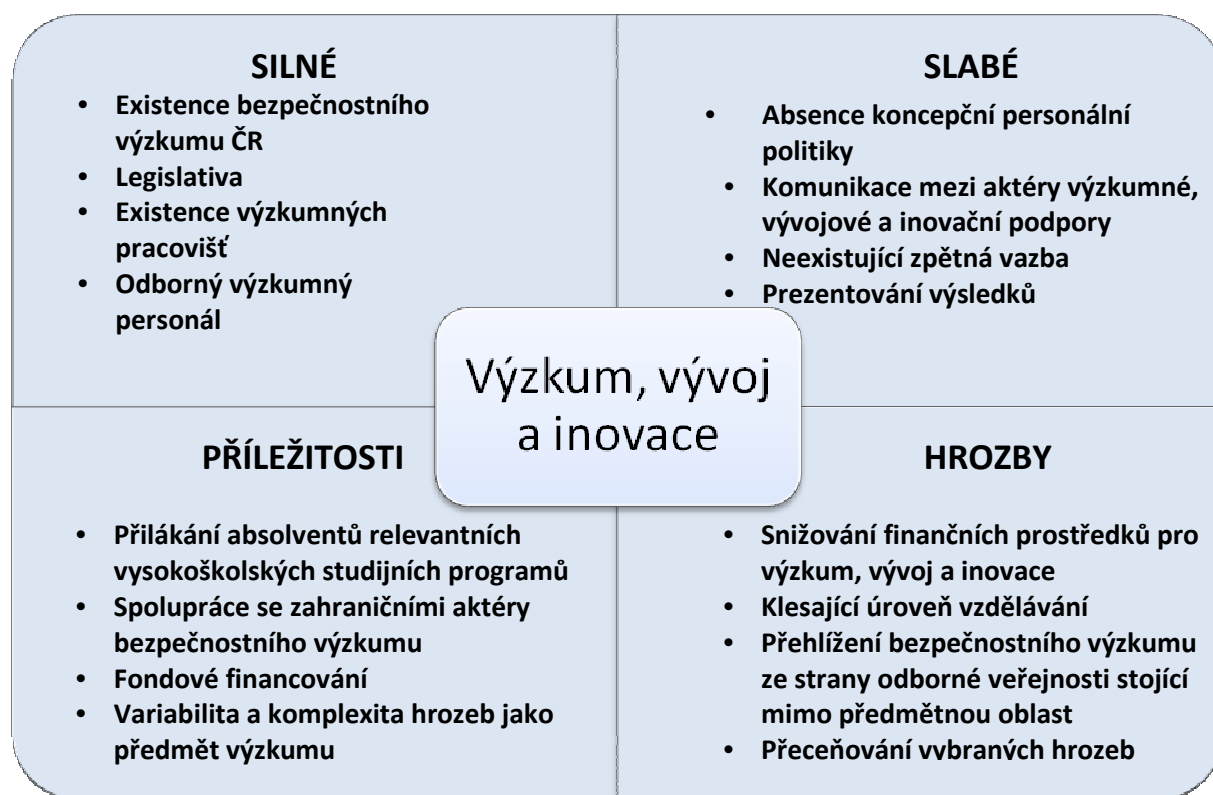 SILNÉ
• Existence bezpečnostního
výzkumu ČR
• Legislativa
• Existence výzkumných
pracovišť
• Odborný výzkumný
personál
SLABÉ
• Absence koncepční personální
politiky
• Komunikace mezi aktéry výzkumné,
vývojové a inovační podpory
• Neexistující zpětná vazba
• Prezentování výsledků
Výzkum, vývoj
a inovace
PŘÍLEŽITOSTI
• Přilákání absolventů relevantních
vysokoškolských studijních programů
• Spolupráce se zahraničními aktéry
bezpečnostního výzkumu
• Fondové financování
• Variabilita a komplexita hrozeb jako
předmět výzkumu
HROZBY
• Snižování finančních prostředků pro
výzkum, vývoj a inovace
• Klesající úroveň vzdělávání
• Přehlížení bezpečnostního výzkumu
ze strany odborné veřejnosti stojící
mimo předmětnou oblast
• Přeceňování vybraných hrozeb